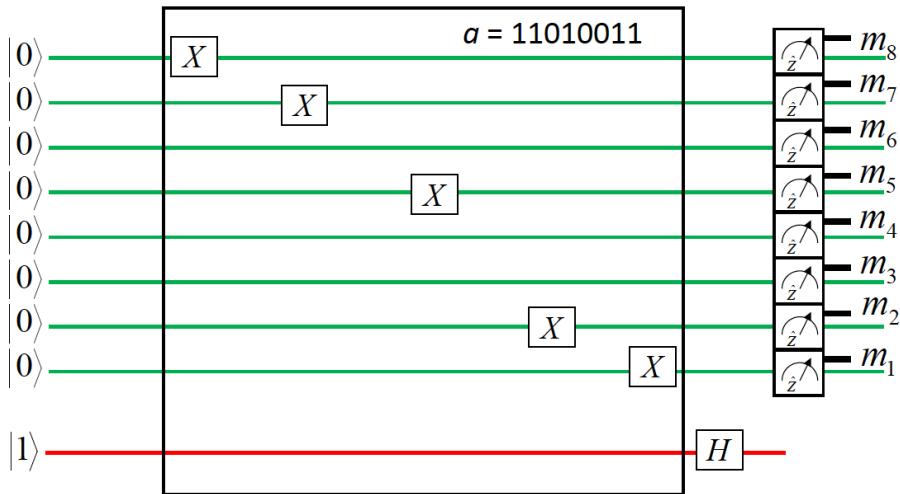 a = 11010011
|0⟩ X ẑ m₈
|0⟩ X ẑ m₇
|0⟩ ẑ m₆
|0⟩ X ẑ m₅
|0⟩ ẑ m₄
|0⟩ ẑ m₃
|0⟩ X ẑ m₂
|0⟩ X ẑ m₁
|1⟩ H